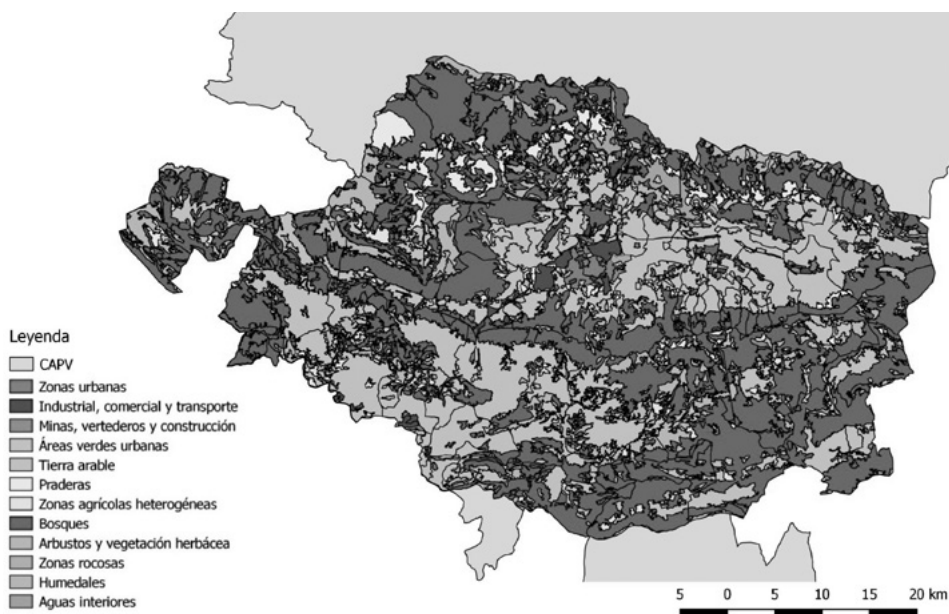 Leyenda
CAPV
Zonas urbanas
Industrial, comercial y transporte
Minas, vertederos y construcción
Áreas verdes urbanas
Tierra arable
Praderas
Zonas agrícolas heterogéneas
Bosques
Arbustos y vegetación herbácea
Zonas rocosas
Humedales
Aguas interiores
5 0 5 10 15 20 km